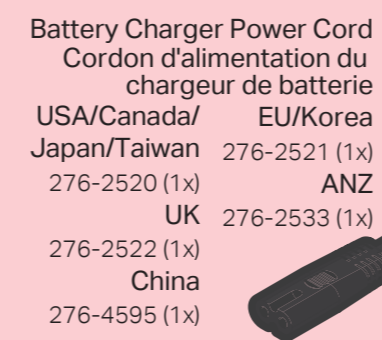 Battery Charger Power Cord
Cordon d'alimentation du
chargeur de batterie
USA/Canada/
Japan/Taiwan
276-2520 (1x)
UK
276-2522 (1x)
China
276-4595 (1x)
EU/Korea
276-2521 (1x)
ANZ
276-2533 (1x)